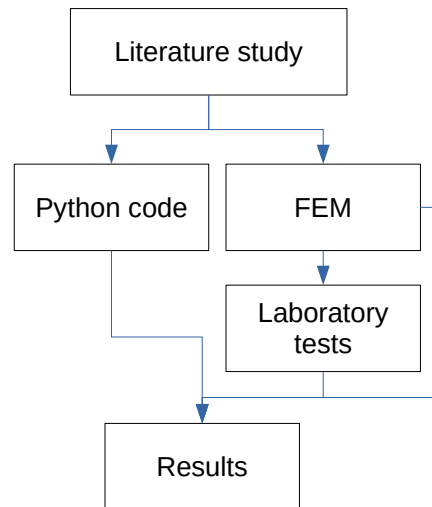 Literature study
Python code
FEM
Laboratory
tests
Results